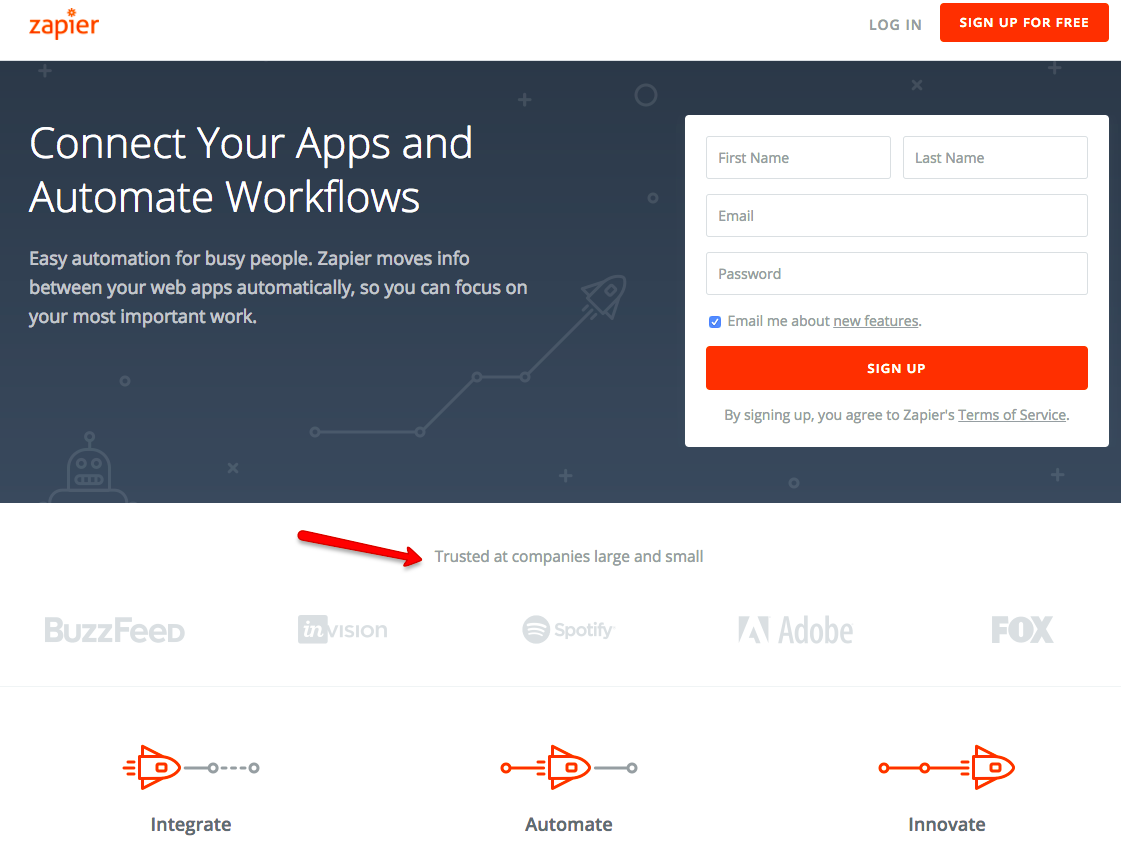 zapier
LOG IN
SIGN UP FOR FREE
Connect Your Apps and
Automate Workflows
Easy automation for busy people. Zapier moves info
between your web apps automatically, so you can focus on
your most important work.
First Name
Last Name
Email
Password
Email me about new features.
SIGN UP
By signing up, you agree to Zapier's Terms of Service.
Trusted at companies large and small
BuzzFeed
inVISION
Spotify
Adobe
FOX
Integrate
Automate
Innovate